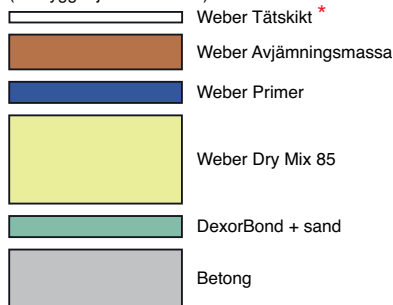 Weber Tätskikt *
Weber Avjämningsmassa
Weber Primer
Weber Dry Mix 85
DexorBond + sand
Betong